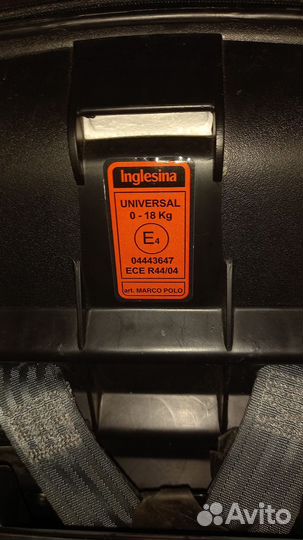 Inglesina
UNIVERSAL
0 - 18 Kg
E4
04443647
ECE R44/04
art. MARCO POLO
Avito